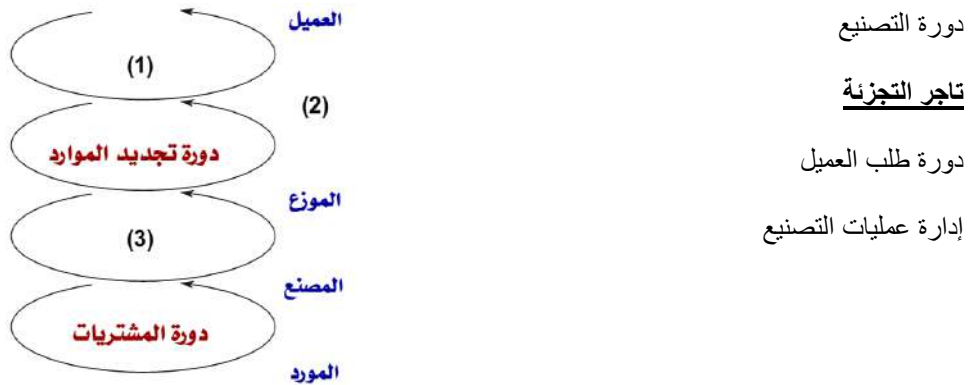 العميل
(1)
(2)
دورة تجديد الموارد
الموزع
(3)
المصنع
دورة المشتريات
المورد
دورة التصنيع
تاجر التجزئة
دورة طلب العميل
إدارة عمليات التصنيع